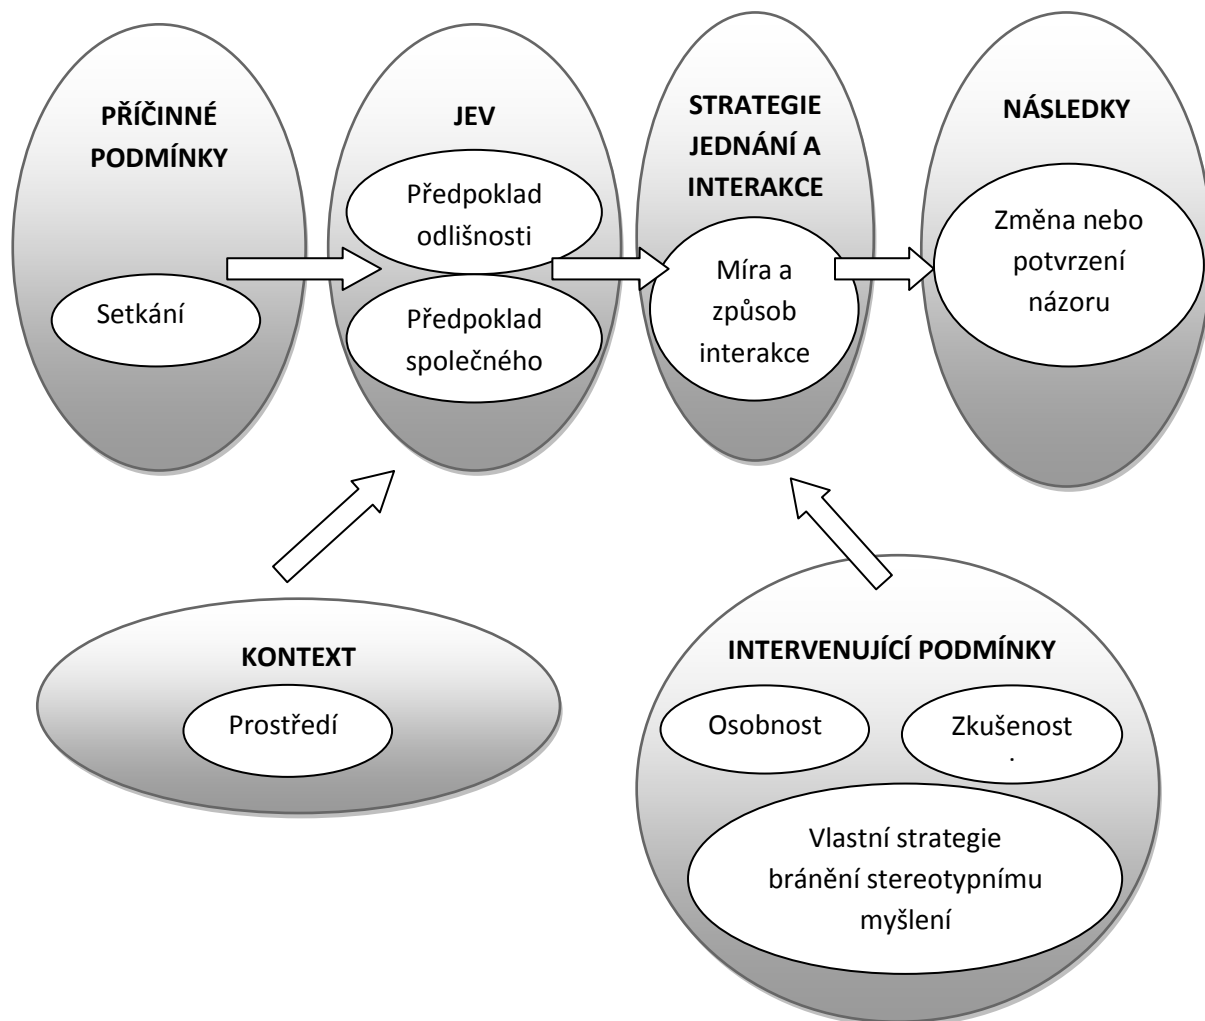 PŘÍČINNÉ
PODMÍNKY
Setkání
JEV
Předpoklad
odlišnosti
Předpoklad
společného
STRATEGIE
JEDNÁNÍ A
INTERAKCE
Míra a
způsob
interakce
NÁSLEDKY
Změna nebo
potvrzení
názoru
KONTEXT
Prostředí
INTERVENUJÍCÍ PODMÍNKY
Osobnost
Zkušenost
.
Vlastní strategie
bránění stereotypnímu
myšlení